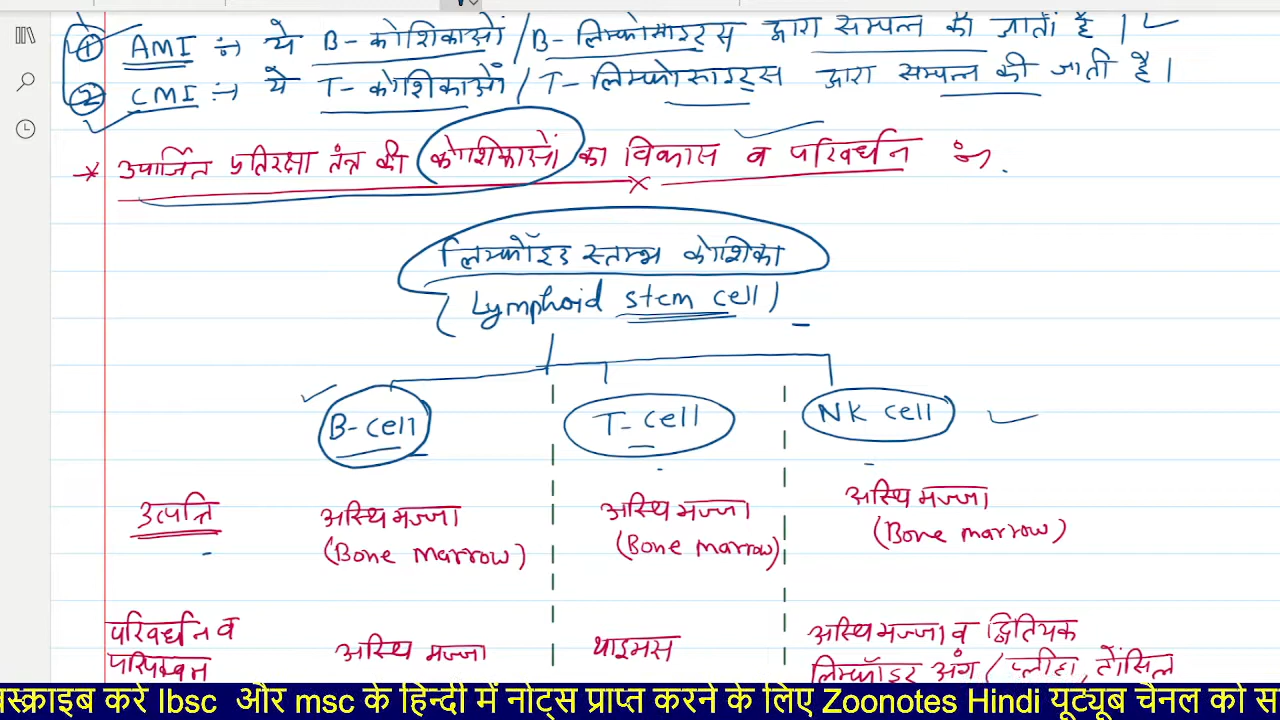 ① AMI :-> ये B-कोशिकाओं / B-लिम्फोसाइट्स द्वारा सम्पन्न की जाती है ।
② CMI :-> ये T-कोशिकाओं / T-लिम्फोसाइट्स द्वारा सम्पन्न की जाती है ।
* उपार्जित प्रतिरक्षा तंत्र की कोशिकाओं का विकास व परिवर्धन :-
लिम्फॉइड स्तम्भ कोशिका
(Lymphoid stem cell)
B-cell T-cell NK cell
उत्पत्ति अस्थिमज्जा अस्थिमज्जा अस्थिमज्जा
(Bone marrow) (Bone marrow) (Bone marrow)
परिवर्धन व अस्थिमज्जा व द्वितियक
परिपक्वन अस्थि मज्जा थाइमस लिम्फॉइड अंग (प्लीहा, टॉंसिल
बस्क्राइब करे Ibsc और msc के हिन्दी में नोट्स प्राप्त करने के लिए Zoonotes Hindi यूट्यूब चैनल को स